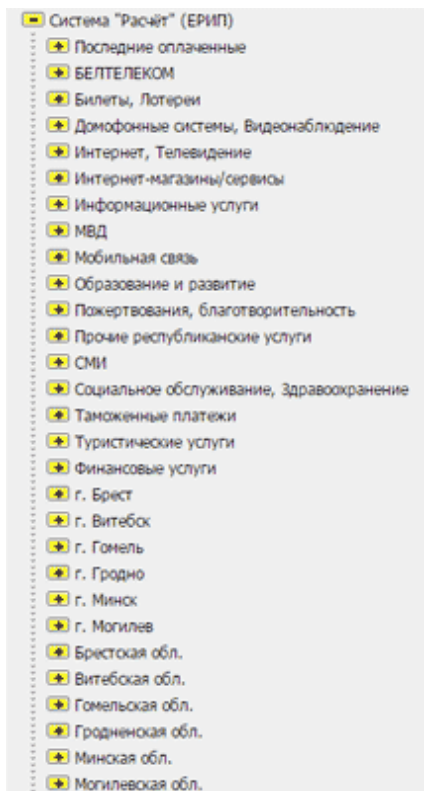 Система "Расчёт" (ЕРИП)
Последние оплаченные
БЕЛТЕЛЕКОМ
Билеты, Лотереи
Домофонные системы, Видеонаблюдение
Интернет, Телевидение
Интернет-магазины/сервисы
Информационные услуги
МВД
Мобильная связь
Образование и развитие
Пожертвования, благотворительность
Прочие республиканские услуги
СМИ
Социальное обслуживание, Здравоохранение
Таможенные платежи
Туристические услуги
Финансовые услуги
г. Брест
г. Витебск
г. Гомель
г. Гродно
г. Минск
г. Могилев
Брестская обл.
Витебская обл.
Гомельская обл.
Гродненская обл.
Минская обл.
Могилевская обл.